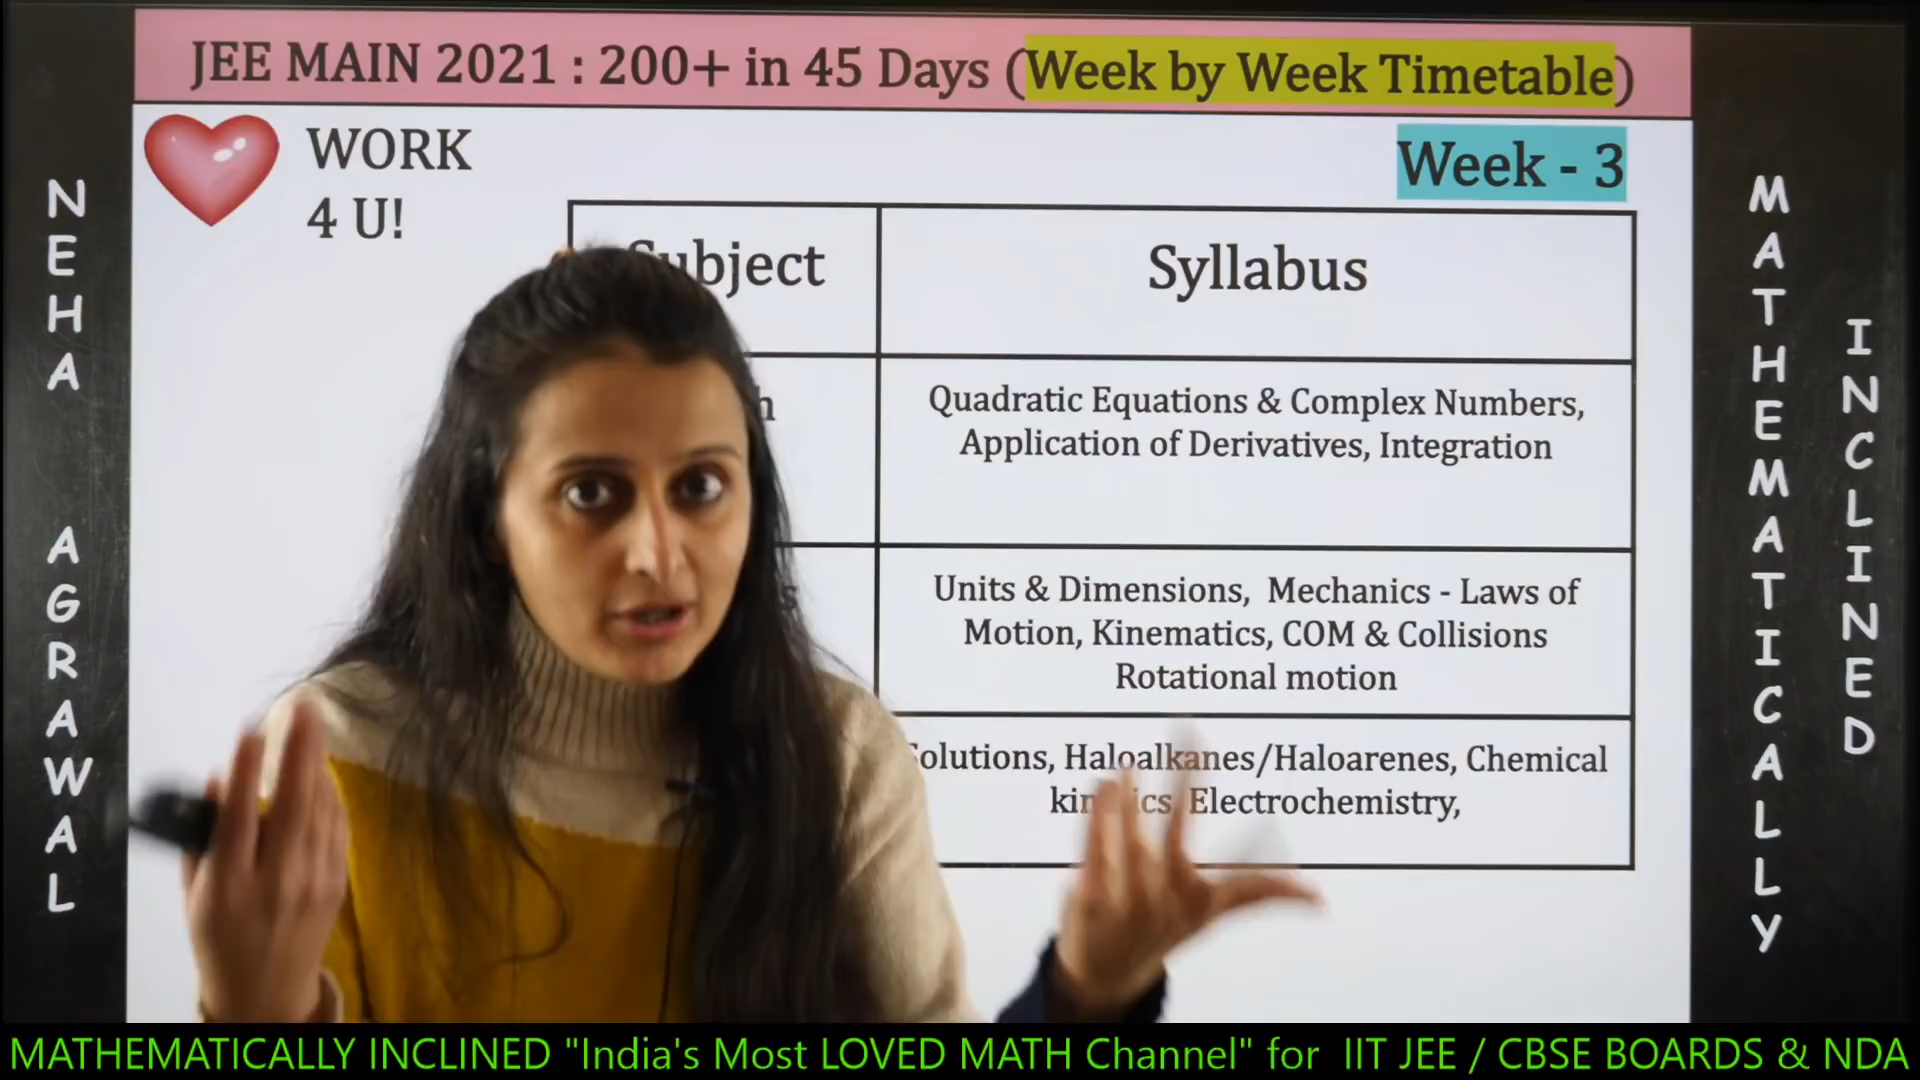 JEE MAIN 2021 : 200+ in 45 Days (Week by Week Timetable)
WORK
4 U!
Week - 3
Syllabus
Quadratic Equations & Complex Numbers,
Application of Derivatives, Integration
Units & Dimensions, Mechanics - Laws of
Motion, Kinematics, COM & Collisions
Rotational motion
Haloalkanes/Haloarenes, Chemical
Electrochemistry,
NEHA AGRAWAL
MATHEMATICALLY
INCLINED
MATHEMATICALLY INCLINED "India's Most LOVED MATH Channel" for IIT JEE / CBSE BOARDS & NDA